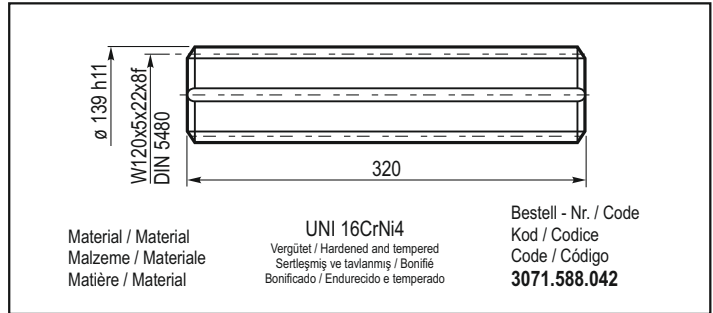 ø 139 h11
W120x5x22x8f
DIN 5480
320
Material / Material
Malzeme / Materiale
Matière / Material
UNI 16CrNi4
Vergütet / Hardened and tempered
Sertleşmiş ve tavlanmış / Bonifié
Bonificado / Endurecido e temperado
Bestell - Nr. / Code
Kod / Codice
Code / Código
3071.588.042